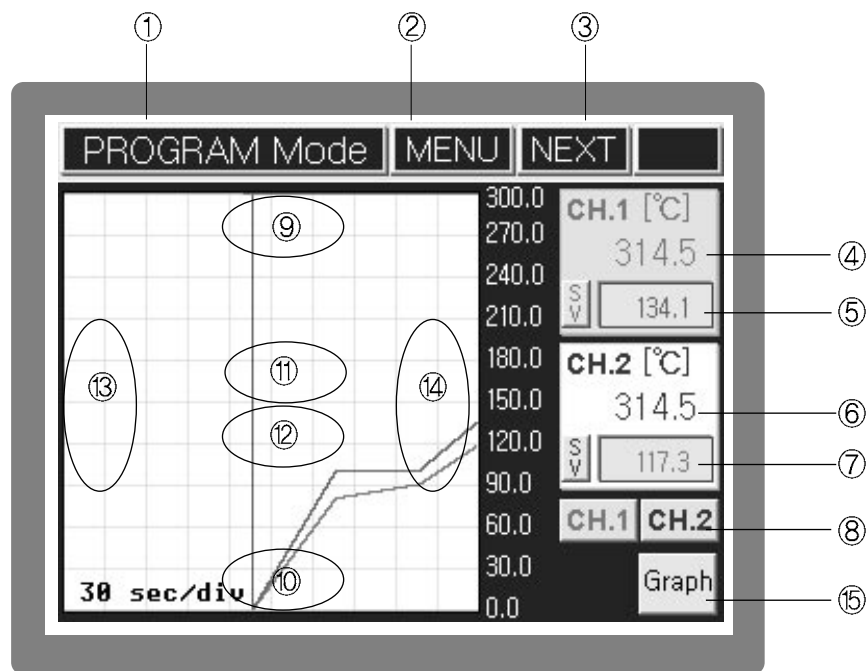 ① ② ③
PROGRAM Mode MENU NEXT
300.0
270.0
240.0
210.0
180.0
150.0
120.0
90.0
60.0
30.0
0.0
⑨
⑪
⑫
⑬
⑭
⑩
30 sec/div
CH.1 [℃]
314.5
④
SV 134.1
⑤
CH.2 [℃]
314.5
⑥
SV 117.3
⑦
CH.1 CH.2
⑧
Graph
⑮